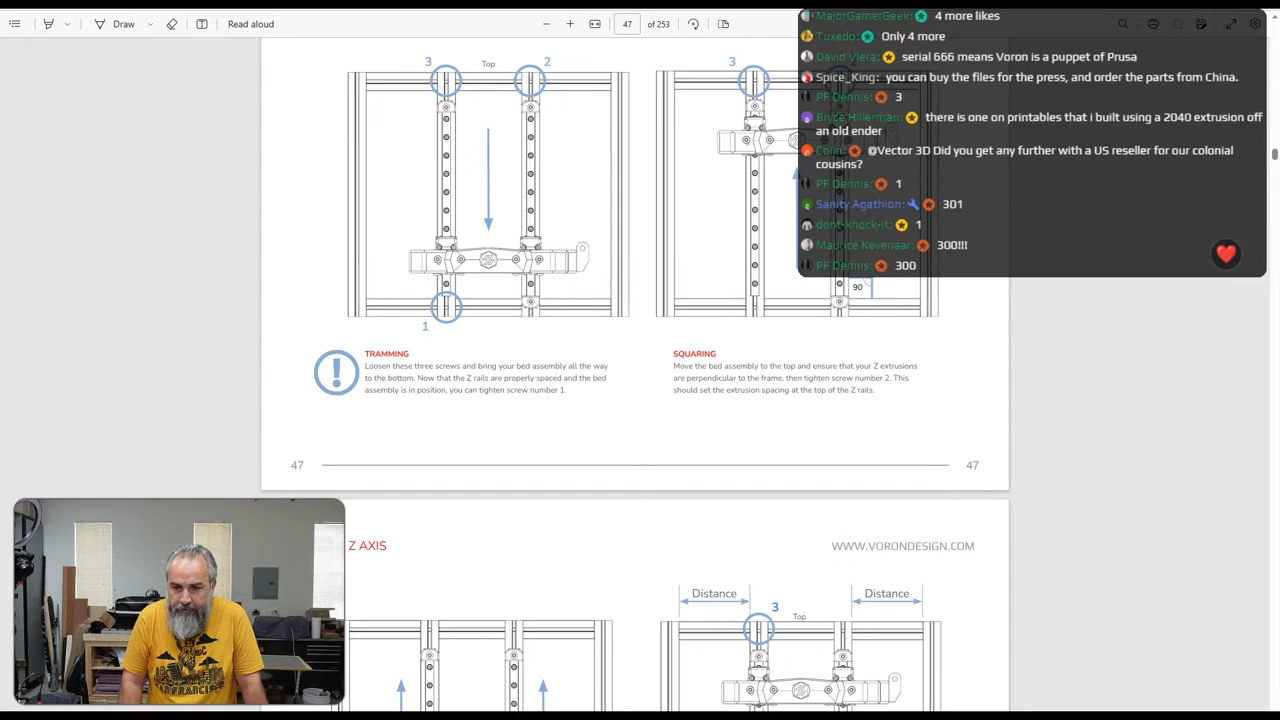 Draw
Read aloud
47
of 253
MajorGamerGeek: 4 more likes
Tuxedo: Only 4 more
David Viera: serial 666 means Voron is a puppet of Prusa
Spice_King: you can buy the files for the press, and order the parts from China.
PF Dennis: 3
Bryce Hillerman: there is one on printables that i built using a 2040 extrusion off
an old ender
Colin: @Vector 3D Did you get any further with a US reseller for our colonial
cousins?
PF Dennis: 1
Sanity Agathion: 301
dont-knock-it: 1
Maurice Kevenaar: 300!!!
PF Dennis: 300
3
Top
2
1
3
90
TRAMMING
Loosen these three screws and bring your bed assembly all the way
to the bottom. Now that the Z rails are properly spaced and the bed
assembly is in position, you can tighten screw number 1.
SQUARING
Move the bed assembly to the top and ensure that your Z extrusions
are perpendicular to the frame, then tighten screw number 2. This
should set the extrusion spacing at the top of the Z rails.
47
47
Z AXIS
WWW.VORONDESIGN.COM
Distance
3
Top
Distance